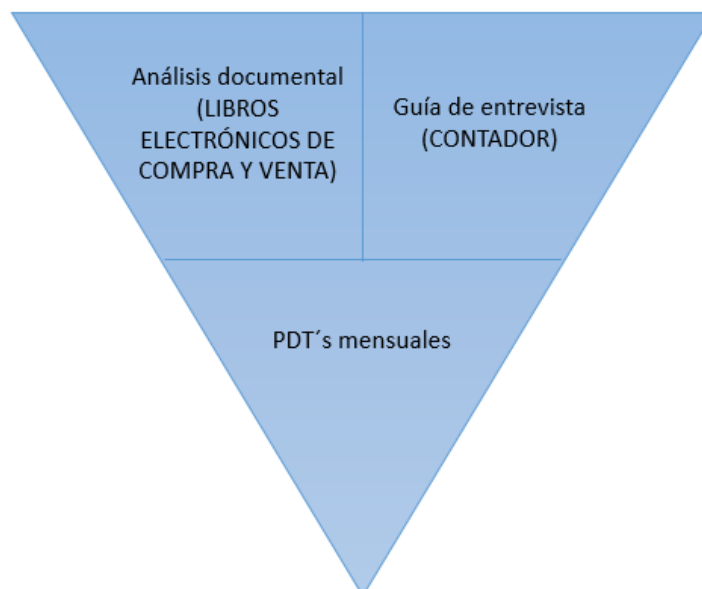 Análisis documental
(LIBROS
ELECTRÓNICOS DE
COMPRA Y VENTA)
Guía de entrevista
(CONTADOR)
PDT´s mensuales